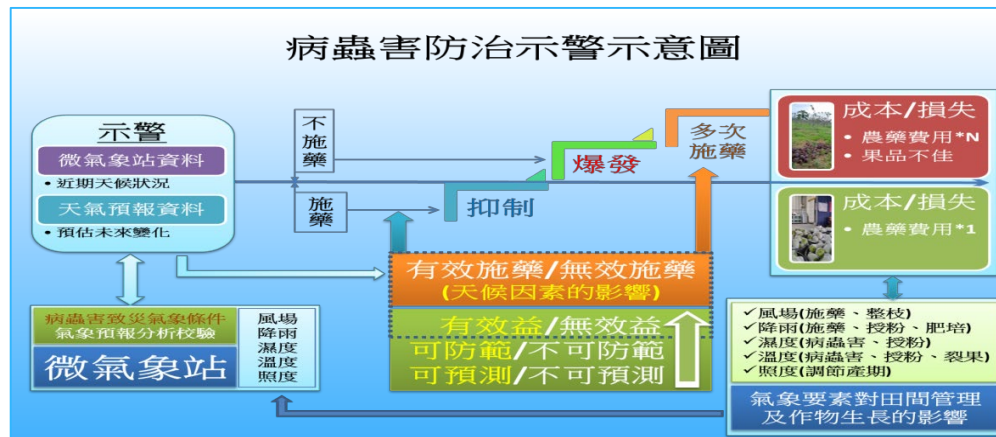 病蟲害防治示警示意圖
示警
微氣象站資料
• 近期天候狀況
天氣預報資料
• 預估未來變化
不施藥
施藥
抑制
爆發
多次
施藥
成本/損失
• 農藥費用*N
• 果品不佳
成本/損失
• 農藥費用*1
有效施藥/無效施藥
(天候因素的影響)
有效益/無效益
可防範/不可防範
可預測/不可預測
病蟲害致災氣象條件
氣象預報分析校驗
微氣象站
風場
降雨
濕度
溫度
照度
✓風場(施藥、整枝)
✓降雨(施藥、授粉、肥培)
✓濕度(病蟲害、授粉)
✓溫度(病蟲害、授粉、裂果)
✓照度(調節產期)
氣象要素對田間管理
及作物生長的影響